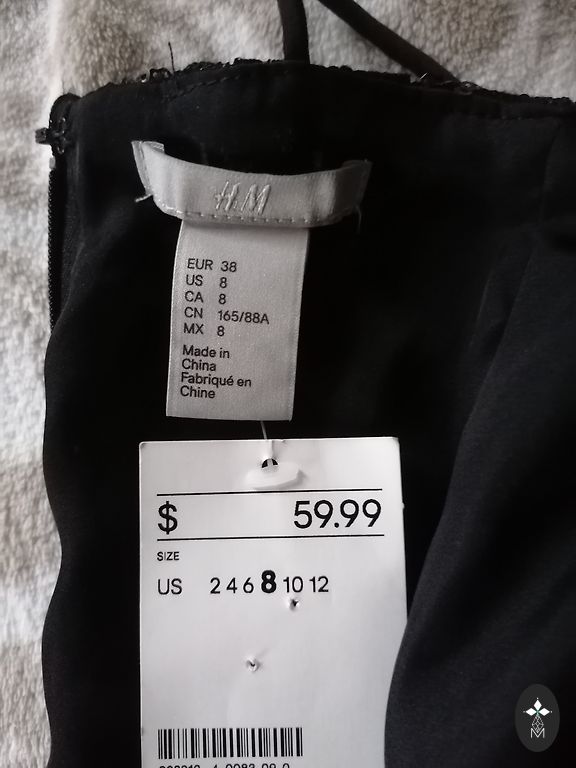 H&M
EUR 38
US 8
CA 8
CN 165/88A
MX 8
Made in
China
Fabriqué en
Chine
$ 59.99
SIZE
US 2 4 6 8 10 12
M